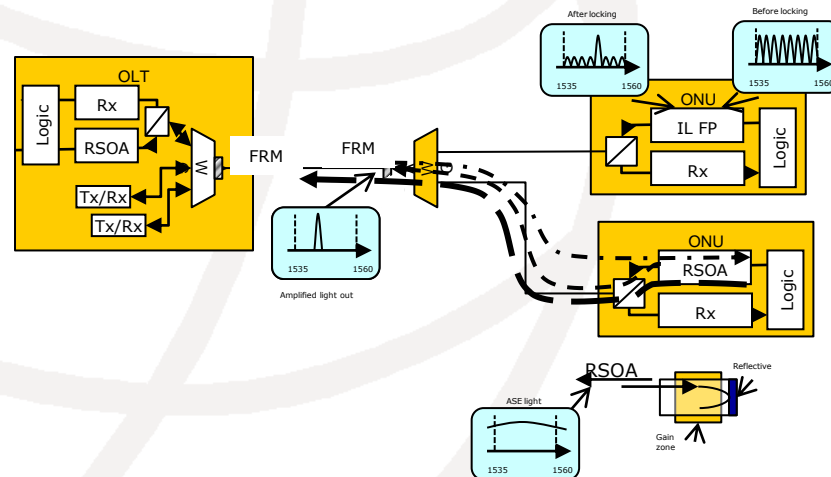 After locking
1535 1560
Before locking
1535 1560
OLT
Logic
Rx
RSOA
Tx/Rx
Tx/Rx
FRM
FRM
ONU
IL FP
Rx
Logic
1535 1560
Amplified light out
ONU
RSOA
Rx
Logic
RSOA
Reflective
ASE light
1535 1560
Gain
zone